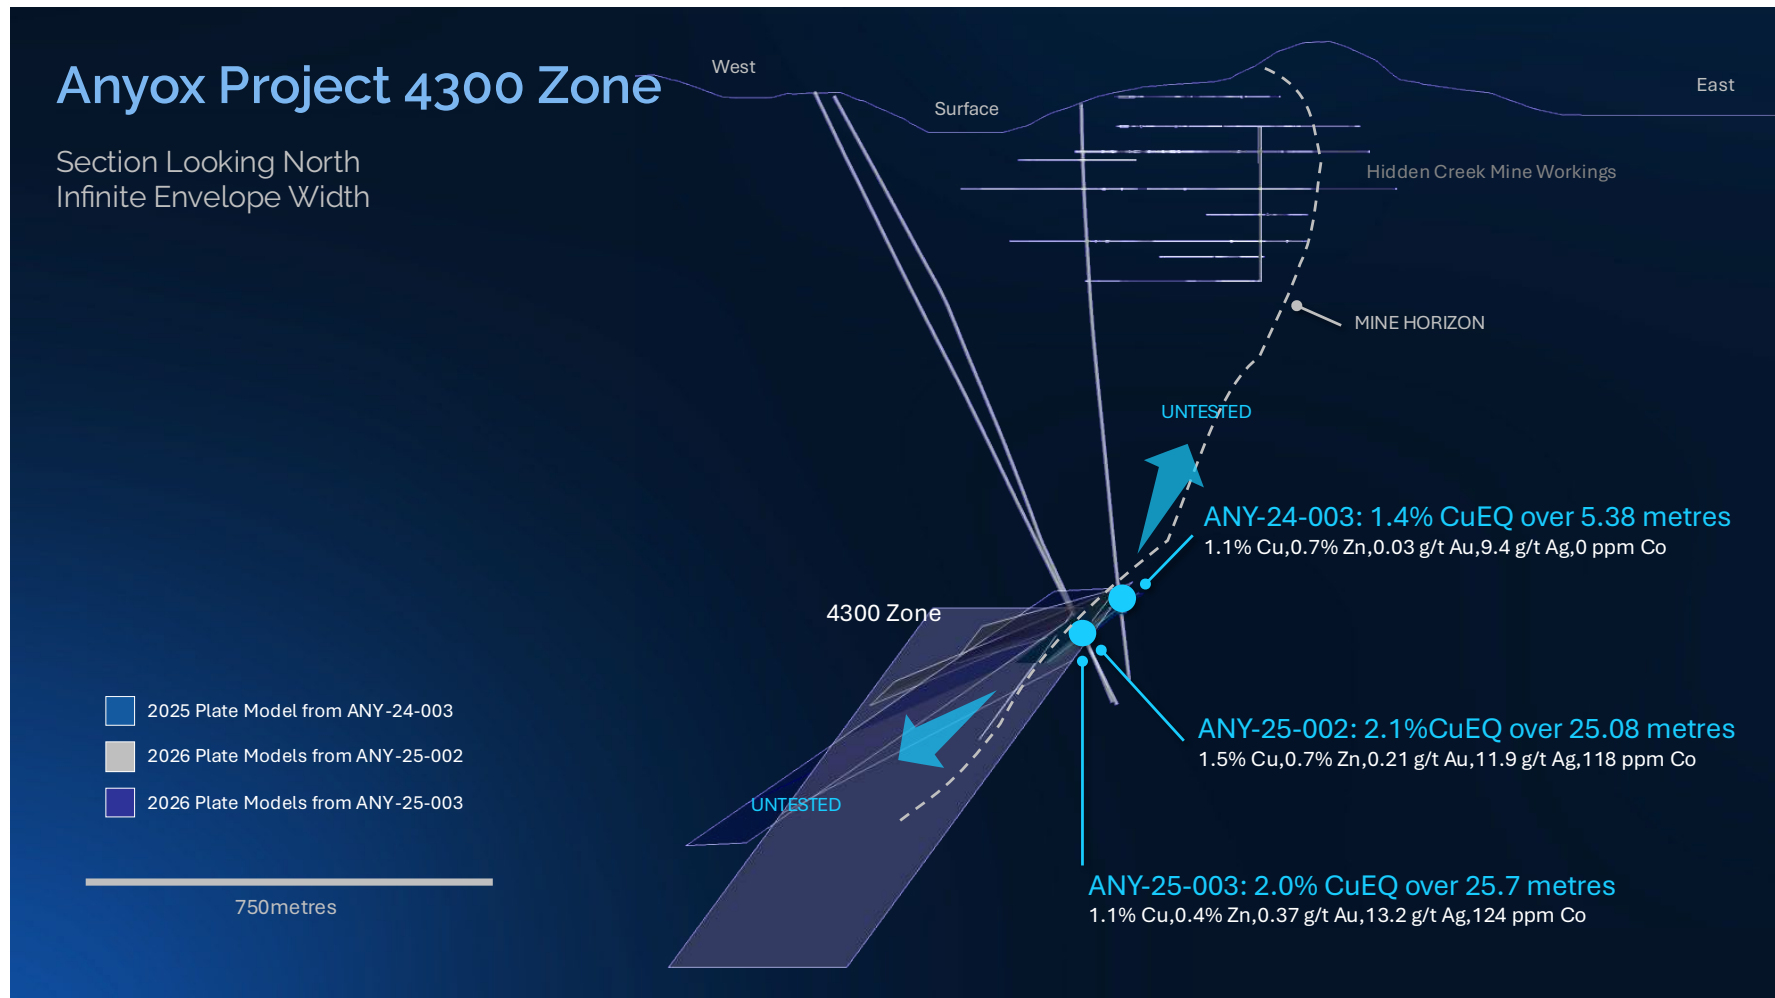 Anyox Project 4300 Zone
Section Looking North
Infinite Envelope Width
West
Surface
East
Hidden Creek Mine Workings
MINE HORIZON
UNTESTED
ANY-24-003: 1.4% CuEQ over 5.38 metres
1.1% Cu,0.7% Zn,0.03 g/t Au,9.4 g/t Ag,0 ppm Co
4300 Zone
ANY-25-002: 2.1%CuEQ over 25.08 metres
1.5% Cu,0.7% Zn,0.21 g/t Au,11.9 g/t Ag,118 ppm Co
UNTESTED
ANY-25-003: 2.0% CuEQ over 25.7 metres
1.1% Cu,0.4% Zn,0.37 g/t Au,13.2 g/t Ag,124 ppm Co
2025 Plate Model from ANY-24-003
2026 Plate Models from ANY-25-002
2026 Plate Models from ANY-25-003
750metres